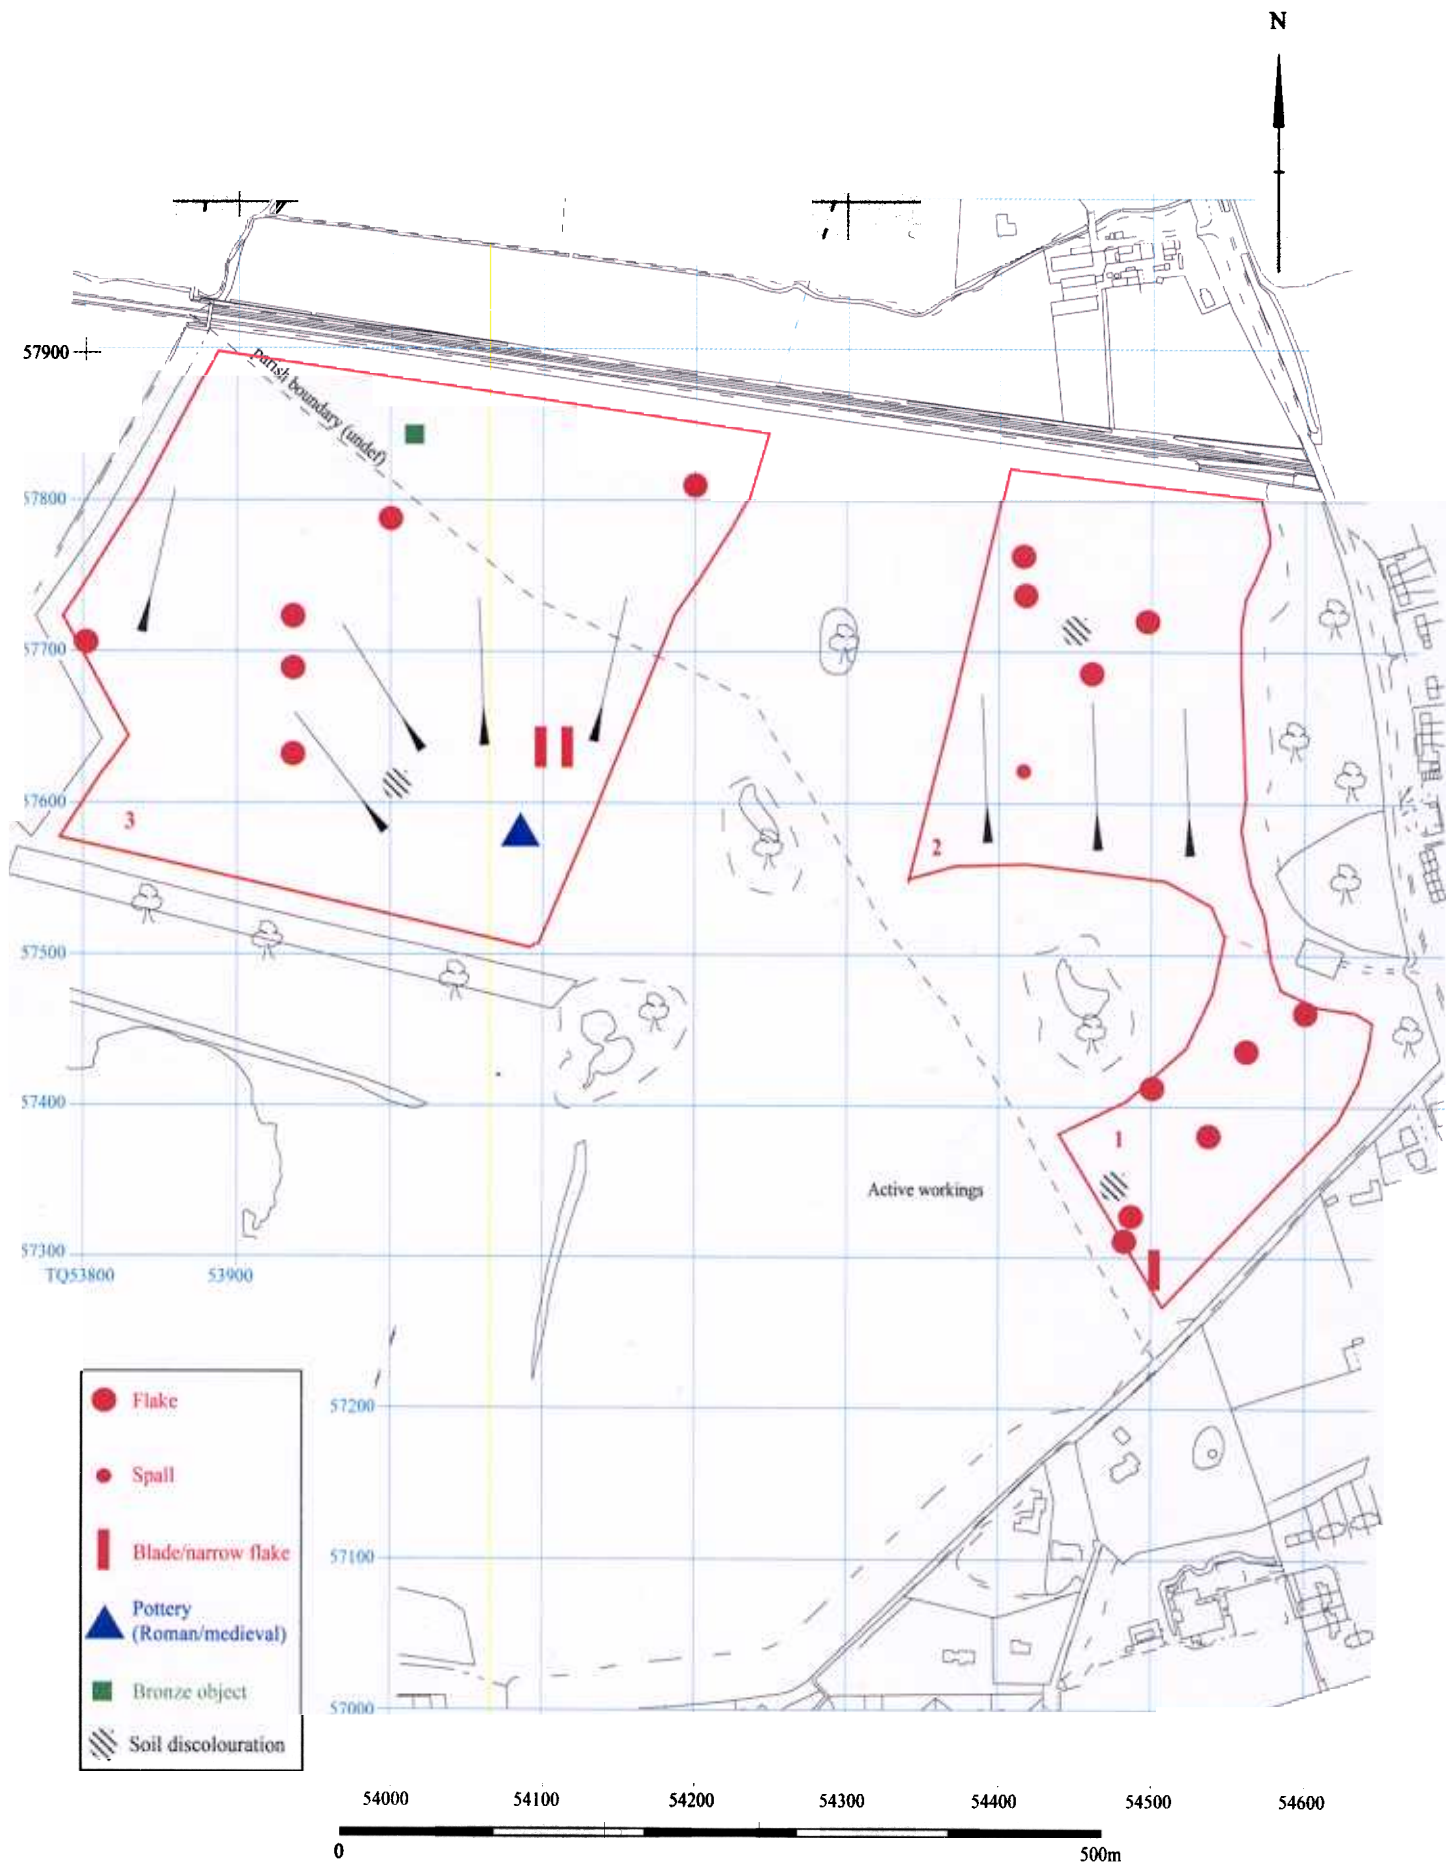 N
57900
Parish boundary (undef)
57800
57700
57600
3
2
57500
57400
1
Active workings
57300
TQ53800
53900
Flake
57200
Spall
Blade/narrow flake
57100
Pottery
(Roman/medieval)
Bronze object
57000
Soil discolouration
54000
54100
54200
54300
54400
54500
54600
0
500m